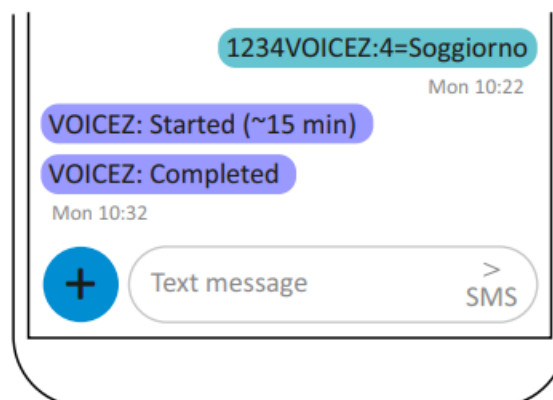 1234VOICEZ:4=Soggiorno
Mon 10:22
VOICEZ: Started (~15 min)
VOICEZ: Completed
Mon 10:32
+
Text message
>
SMS